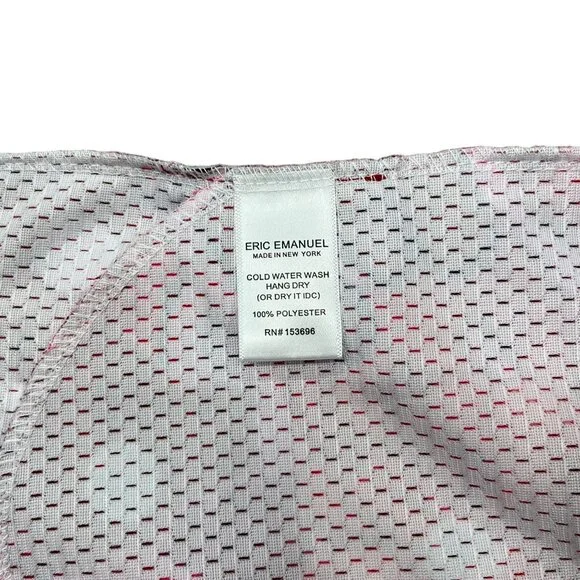 ERIC EMANUEL
MADE IN NEW YORK
COLD WATER WASH
HANG DRY
(OR DRY IT IDC)
100% POLYESTER
RN# 153696